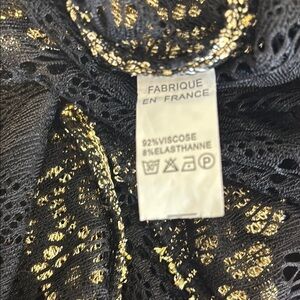 FABRIQUE
EN FRANCE
92%VISCOSE
8%ELASTHANNE